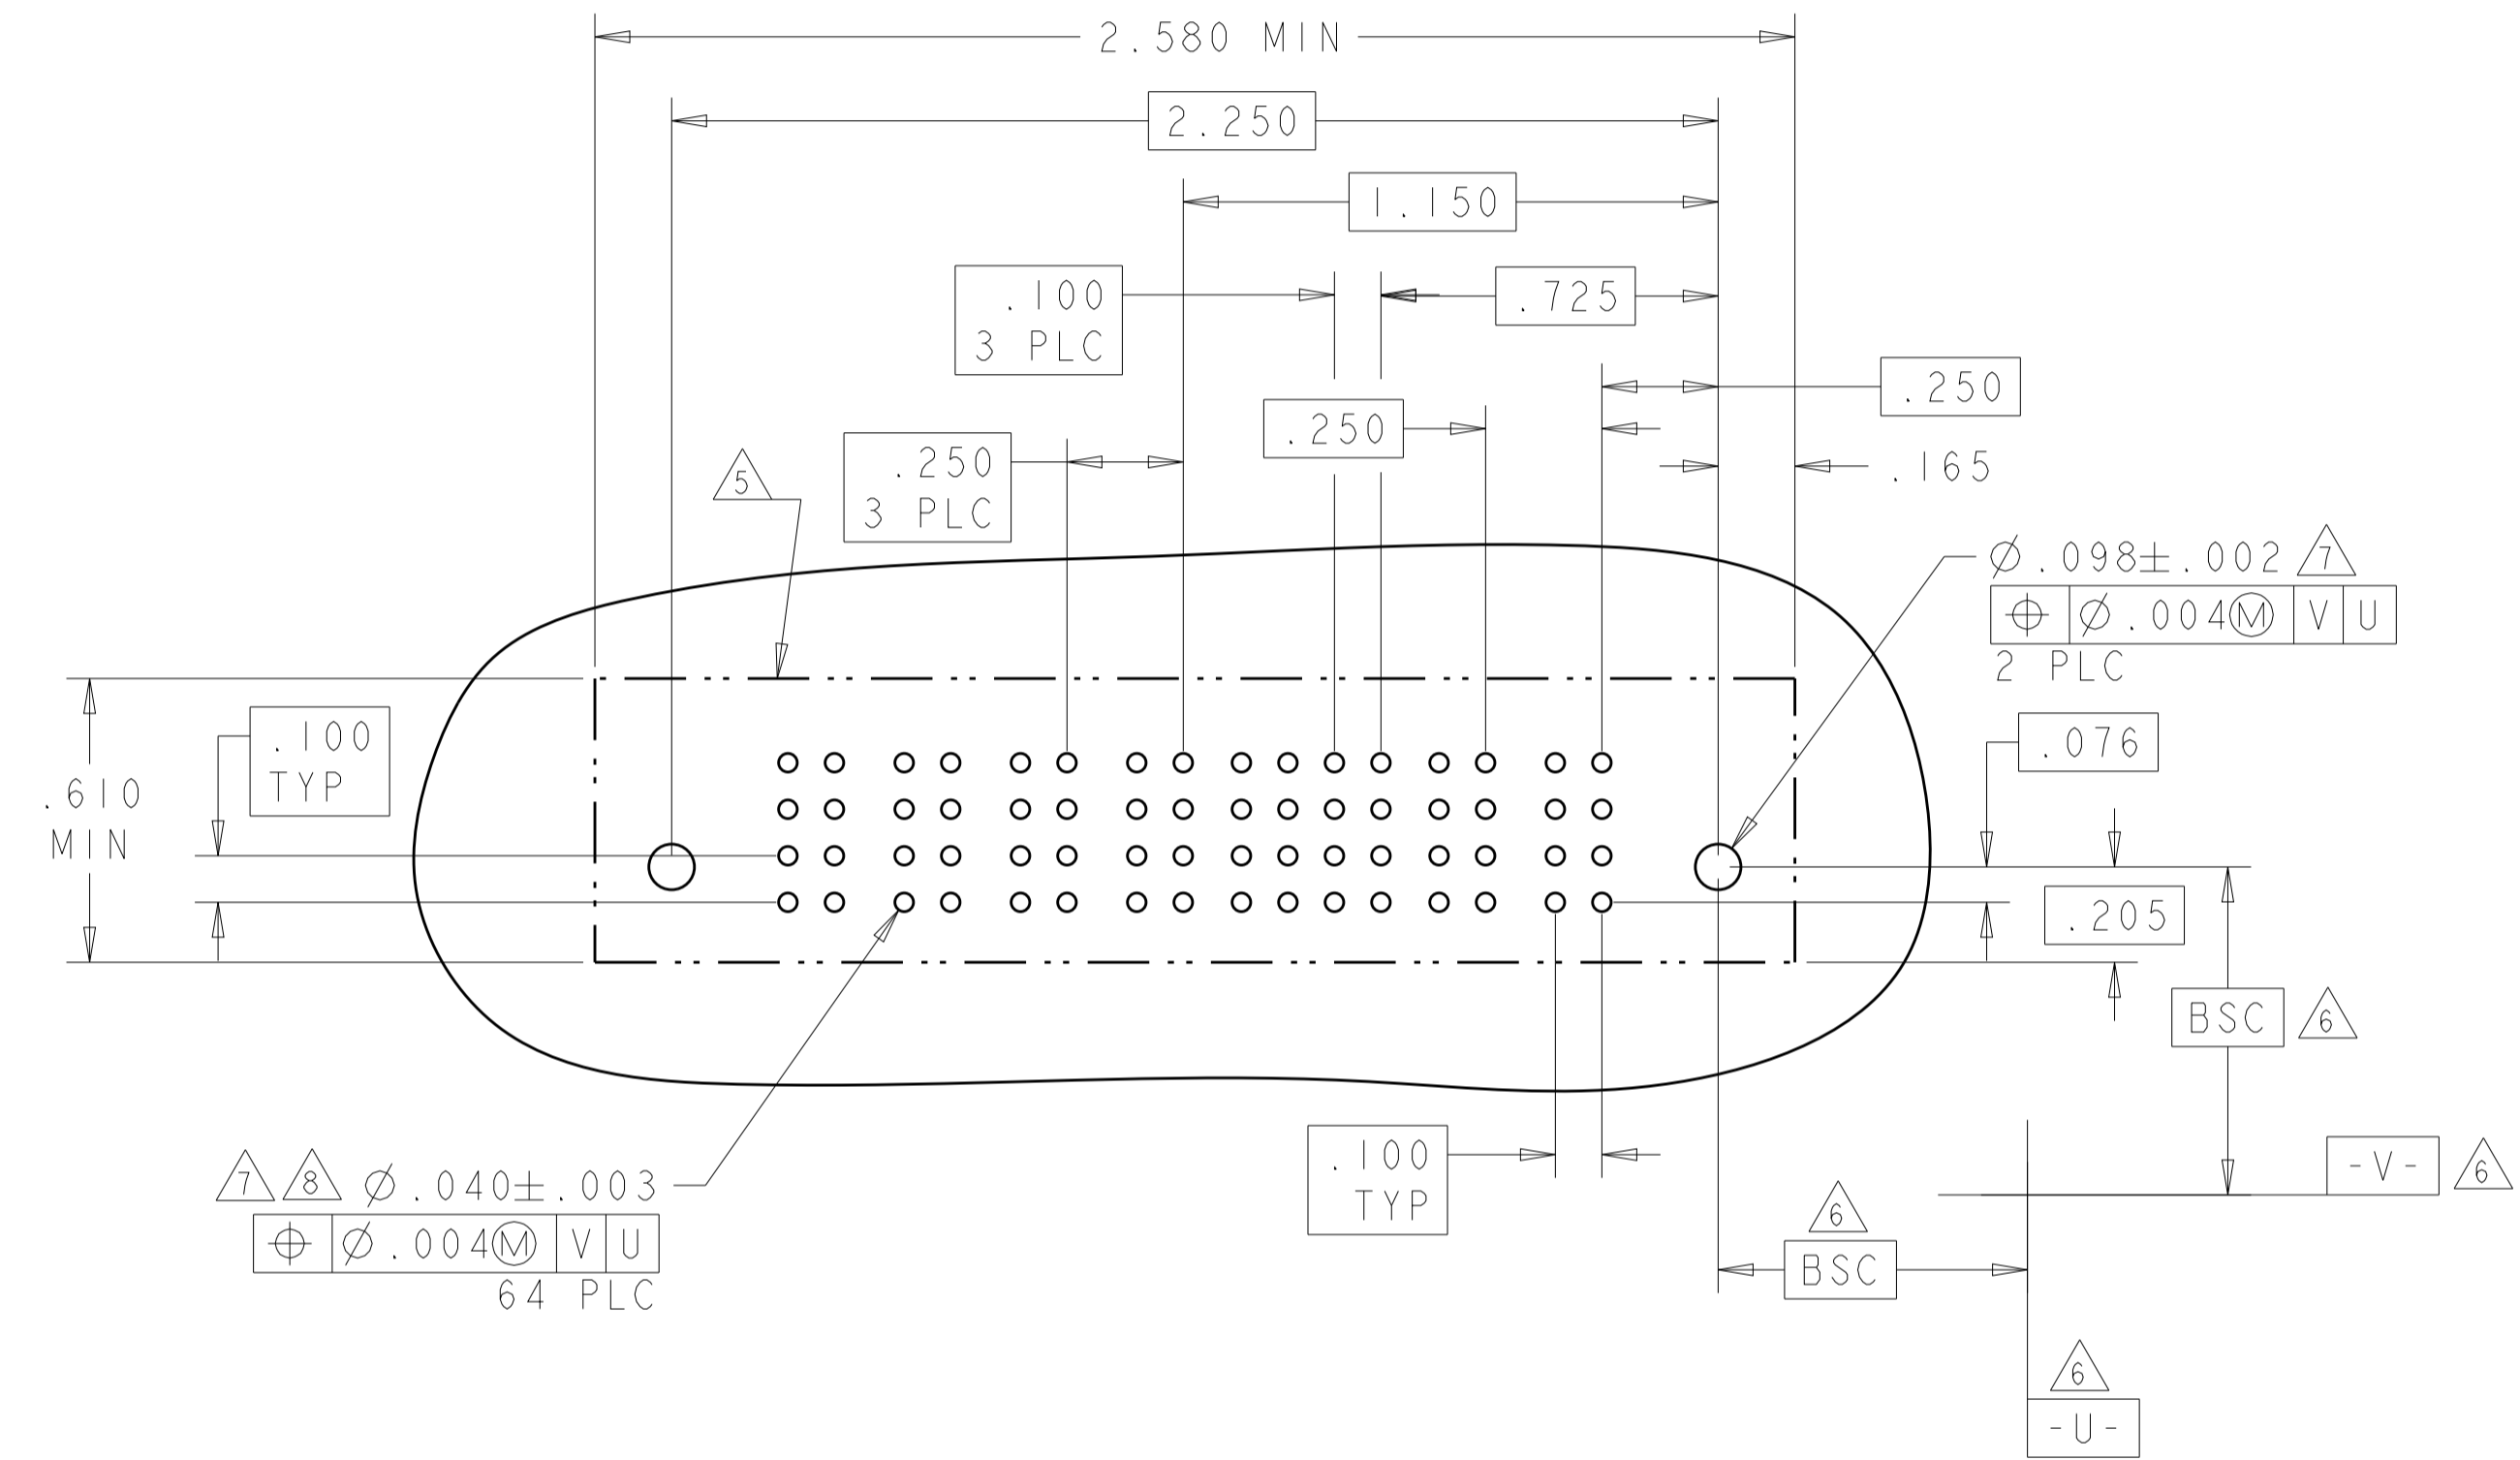 2.580 MIN
2.250
1.150
.100
3 PLC
.725
.250
.250
.250
3 PLC
.165
5
⌀.098±.002 7
⌖ ⌀.004Ⓜ V U
2 PLC
.100
TYP
.076
.610
MIN
.205
BSC 6
-V- 6
.100
TYP
7 8 ⌀.040±.003
⌖ ⌀.004Ⓜ V U
64 PLC
6
BSC
6
-U-